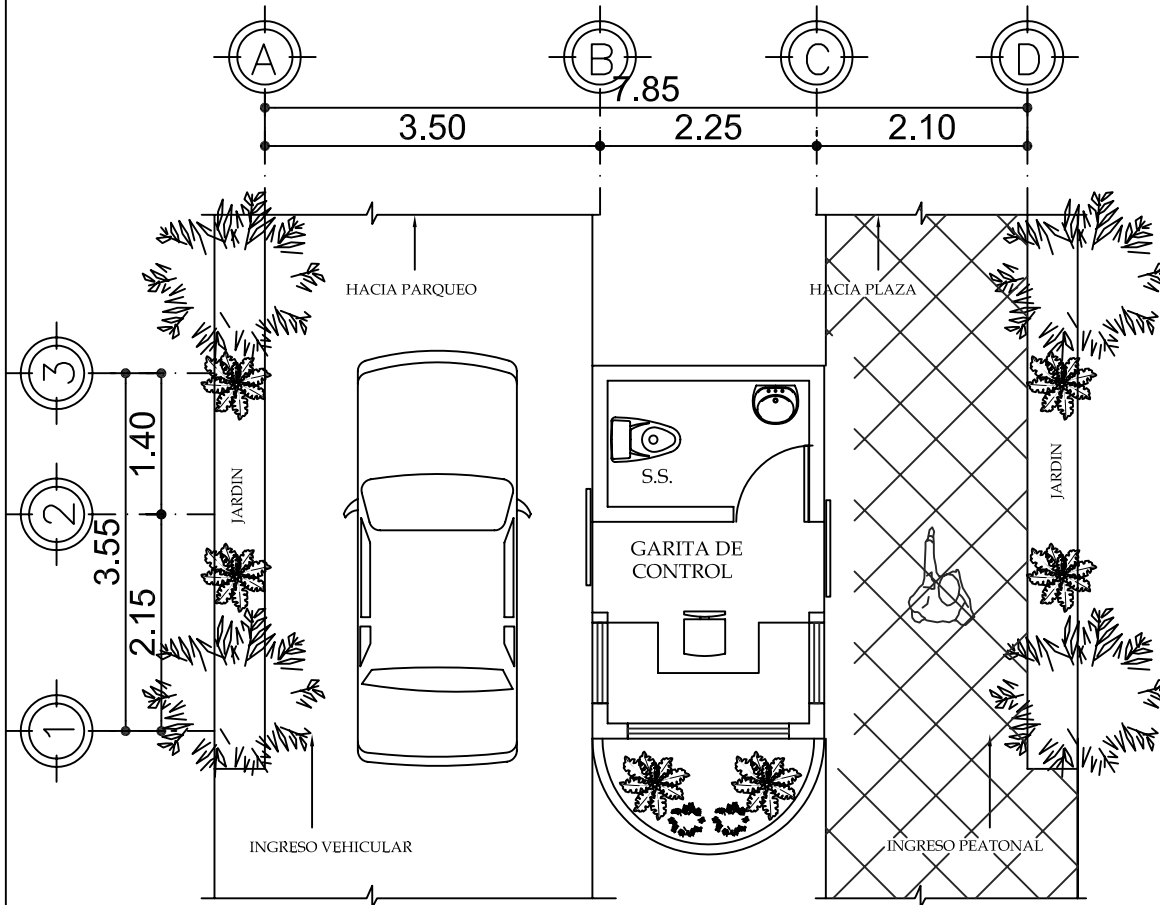 A
B
C
D
7.85
3.50
2.25
2.10
HACIA PARQUEO
HACIA PLAZA
3
1.40
JARDIN
JARDIN
S.S.
2
3.55
GARITA DE
CONTROL
2.15
1
INGRESO VEHICULAR
INGRESO PEATONAL